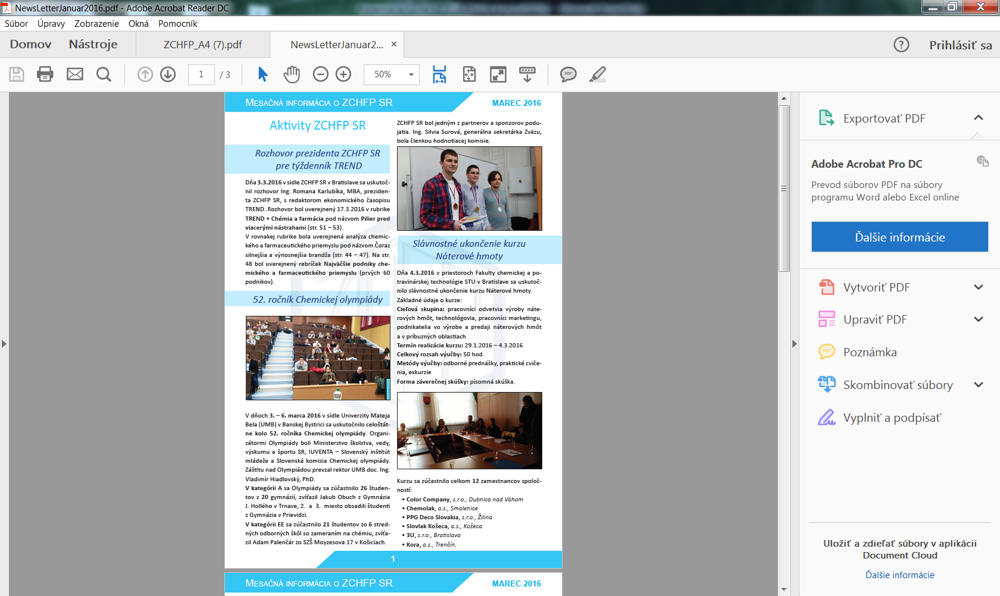 NewsLetterJanuar2016.pdf - Adobe Acrobat Reader DC
Súbor Úpravy Zobrazenie Okná Pomocník
Domov Nástroje ZCHFP_A4 (7).pdf NewsLetterJanuar2... × ? Prihlásiť sa
1 / 3 50%
MESAČNÁ INFORMÁCIA O ZCHFP SR MAREC 2016
Aktivity ZCHFP SR
Rozhovor prezidenta ZCHFP SR
pre týždenník TREND
Dňa 3.3.2016 v sídle ZCHFP SR v Bratislave sa uskutoč-
nil rozhovor Ing. Romana Karlubíka, MBA, preziden-
ta ZCHFP SR, s redaktorom ekonomického časopisu
TREND..Rozhovor bol uverejnený 17.3.2016 v rubrike
TREND + Chémia a farmácia pod názvom Pilier pred
viacerými nástrahami (str. 51 – 53).
V rovnakej rubrike bola uverejnená analýza chemic-
kého a farmaceutického priemyslu pod názvom Čoraz
silnejšia a výnosnejšia brandža (str. 44 – 47). Na str.
48 bol uverejnený rebríček Najväčšie podniky che-
mického a farmaceutického priemyslu (prvých 60
podnikov).
52. ročník Chemickej olympiády
V dňoch 3. – 6. marca 2016 v sídle Univerzity Mateja
Bela (UMB) v Banskej Bystrici sa uskutočnilo celoštát-
ne kolo 52. ročníka Chemickej olympiády. Organi-
zátormi Olympiády boli Ministerstvo školstva, vedy,
výskumu a športu SR, IUVENTA – Slovenský inštitút
mládeže a Slovenská komisia Chemickej olympiády.
Záštitu nad Olympiádou prevzal rektor UMB doc. Ing.
Vladimír Hiadlovský, PhD.
V kategórii A sa Olympiády sa zúčastnilo 26 študen-
tov z 20 gymnázií, zvíťazil Jakub Obuch z Gymnázia
J. Hollého v Trnave, 2. a 3. miesto obsadili študenti
z Gymnázia v Prievidzi.
V kategórii EE sa zúčastnilo 21 študentov zo 6 stred-
ných odborných škôl so zameraním na chémiu, zvíťa-
zil Adam Palenčár zo SZŠ Moyzesova 17 v Košiciach.
ZCHFP SR bol jedným z partnerov a sponzorov podu-
jatia. Ing. Silvia Surová, generálna sekretárka Zväzu,
bola členkou hodnotiacej komisie.
Slávnostné ukončenie kurzu
Náterové hmoty
Dňa 4.3.2016 v priestoroch Fakulty chemickej a po-
travinárskej technológie STU v Bratislave sa uskutoč-
nilo slávnostné ukončenie kurzu Náterové hmoty.
Základné údaje o kurze:
Cieľová skupina: pracovníci odvetvia výroby náte-
rových hmôt, technológovia, pracovníci marketingu,
podnikatelia vo výrobe a predaji náterových hmôt
a v príbuzných oblastiach
Termín realizácie kurzu: 29.1.2016 – 4.3.2016
Celkový rozsah výučby: 50 hod.
Metódy výučby: odborné prednášky, praktické cviče-
nia, exkurzie
Forma záverečnej skúšky: písomná skúška.
Kurzu sa zúčastnilo celkom 12 zamestnancov spoloč-
ností:
• Color Company, s.r.o., Dubnica nad Váhom
• Chemolak, a.s., Smolenice
• PPG Deco Slovakia, s.r.o., Žilina
• Slovlak Košeca, a.s., Košeca
• 3U, s.r.o., Bratislava
• Kora, a.s., Trenčín.
1
MESAČNÁ INFORMÁCIA O ZCHFP SR MAREC 2016
Exportovať PDF
Adobe Acrobat Pro DC
Prevod súborov PDF na súbory
programu Word alebo Excel online
Ďalšie informácie
Vytvoriť PDF
Upraviť PDF
Poznámka
Skombinovať súbory
Vyplniť a podpísať
Uložiť a zdieľať súbory v aplikácii
Document Cloud
Ďalšie informácie